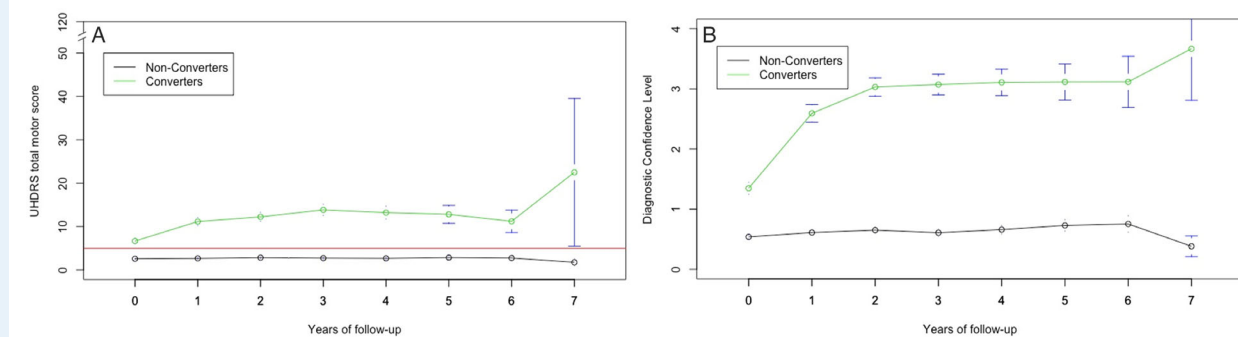 A
UHDRS total motor score
120
50
40
30
20
10
0
Non-Converters
Converters
0 1 2 3 4 5 6 7
Years of follow-up
B
Diagnostic Confidence Level
4
3
2
1
0
Non-Converters
Converters
0 1 2 3 4 5 6 7
Years of follow-up